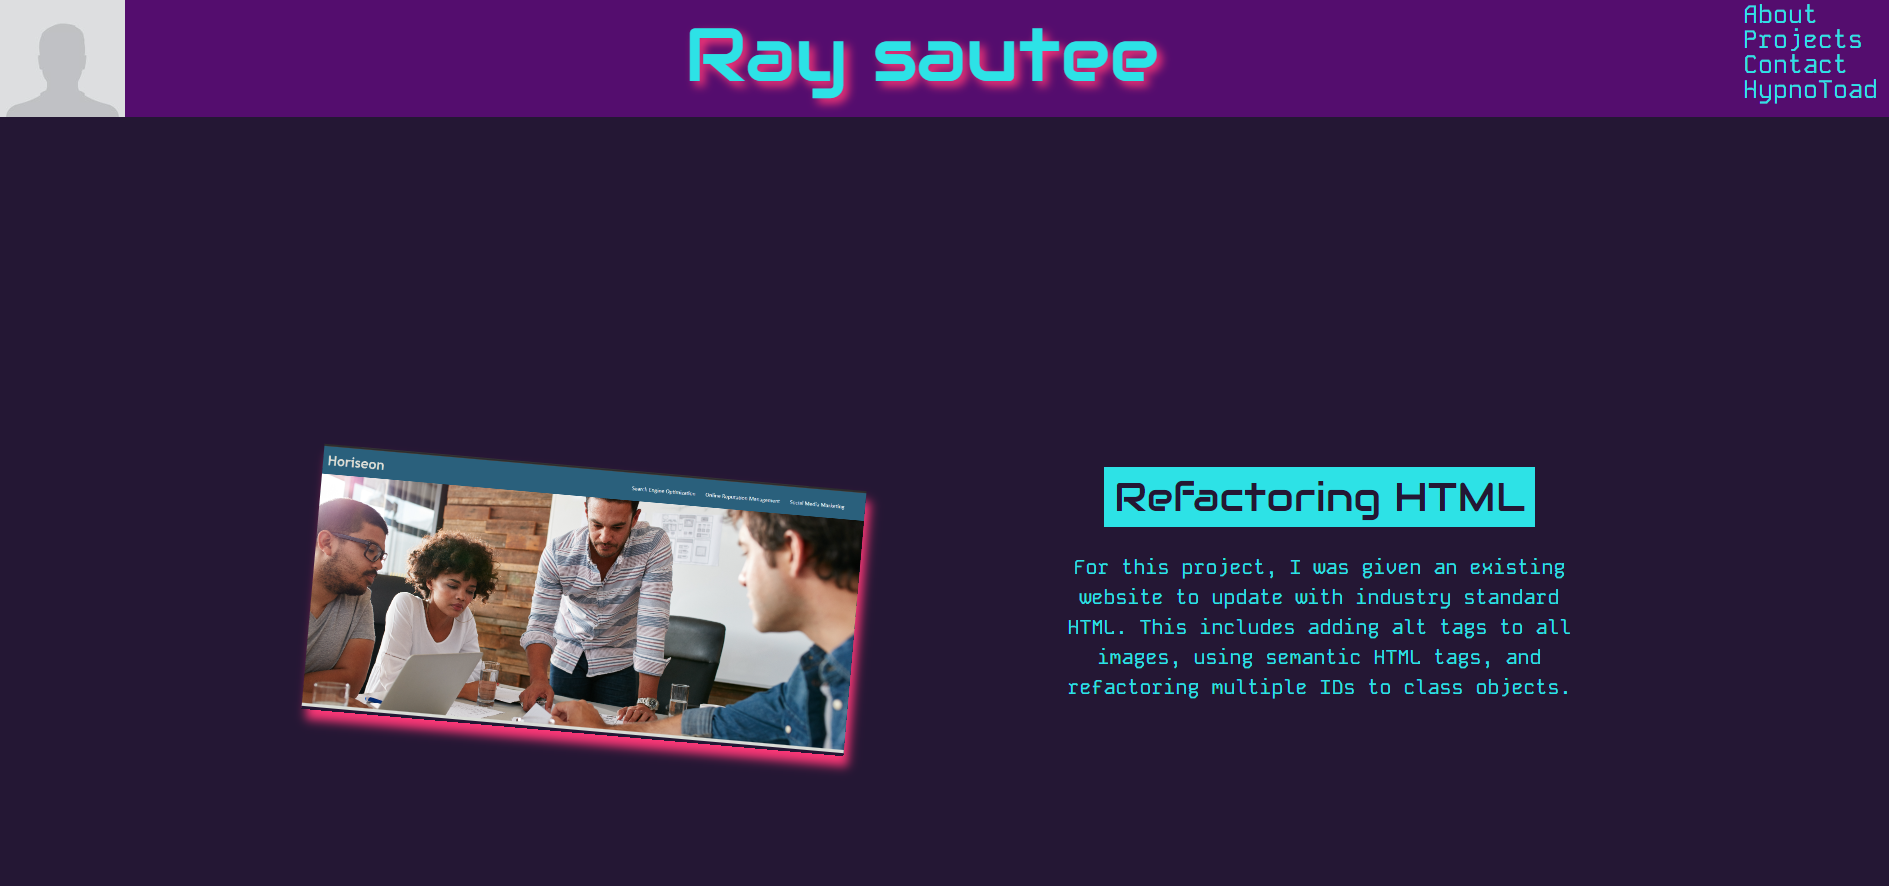 Ray sautee
About
Projects
Contact
HypnoToad
Horiseon
Search Engine Optimization Online Reputation Management Social Media Marketing
Refactoring HTML
For this project, I was given an existing
website to update with industry standard
HTML. This includes adding alt tags to all
images, using semantic HTML tags, and
refactoring multiple IDs to class objects.